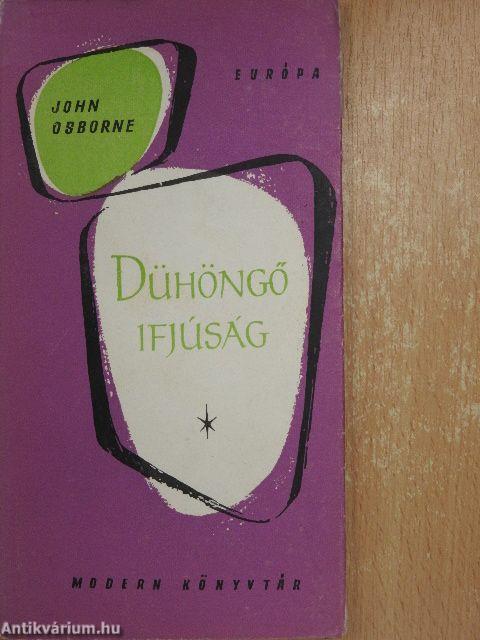 EURÓPA
JOHN
OSBORNE
DÜHÖNGŐ
IFJÚSÁG
MODERN KÖNYVTÁR
Antikvárium.hu